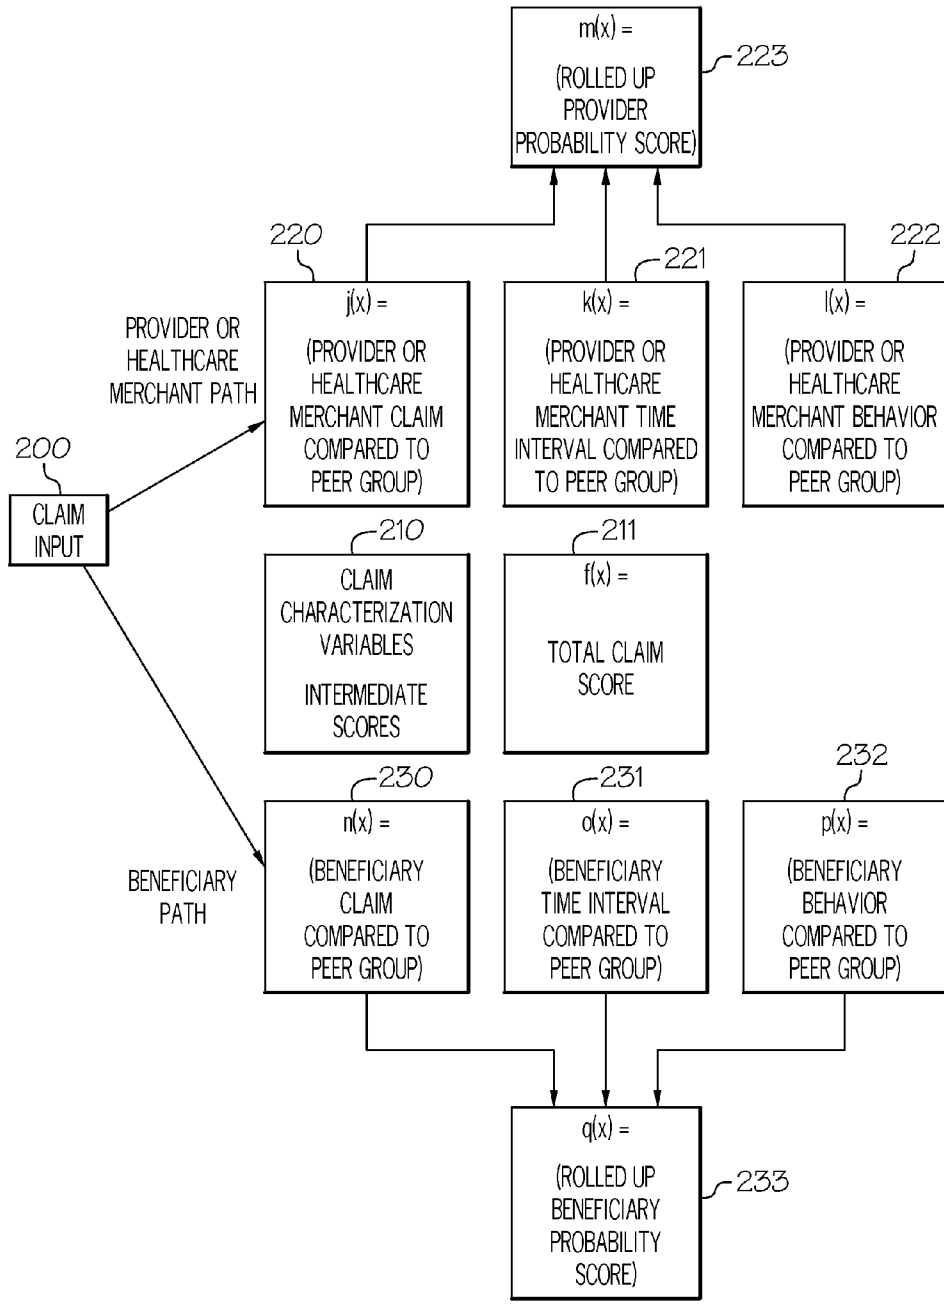 m(x) =
(ROLLED UP
PROVIDER
PROBABILITY SCORE)
223
220
j(x) =
(PROVIDER OR
HEALTHCARE
MERCHANT CLAIM
COMPARED TO
PEER GROUP)
221
k(x) =
(PROVIDER OR
HEALTHCARE
MERCHANT TIME
INTERVAL COMPARED
TO PEER GROUP)
222
l(x) =
(PROVIDER OR
HEALTHCARE
MERCHANT BEHAVIOR
COMPARED TO
PEER GROUP)
PROVIDER OR
HEALTHCARE
MERCHANT PATH
200
CLAIM
INPUT
210
CLAIM
CHARACTERIZATION
VARIABLES
INTERMEDIATE
SCORES
211
f(x) =
TOTAL CLAIM
SCORE
BENEFICIARY
PATH
230
n(x) =
(BENEFICIARY
CLAIM
COMPARED TO
PEER GROUP)
231
o(x) =
(BENEFICIARY
TIME INTERVAL
COMPARED TO
PEER GROUP)
232
p(x) =
(BENEFICIARY
BEHAVIOR
COMPARED TO
PEER GROUP)
q(x) =
(ROLLED UP
BENEFICIARY
PROBABILITY
SCORE)
233